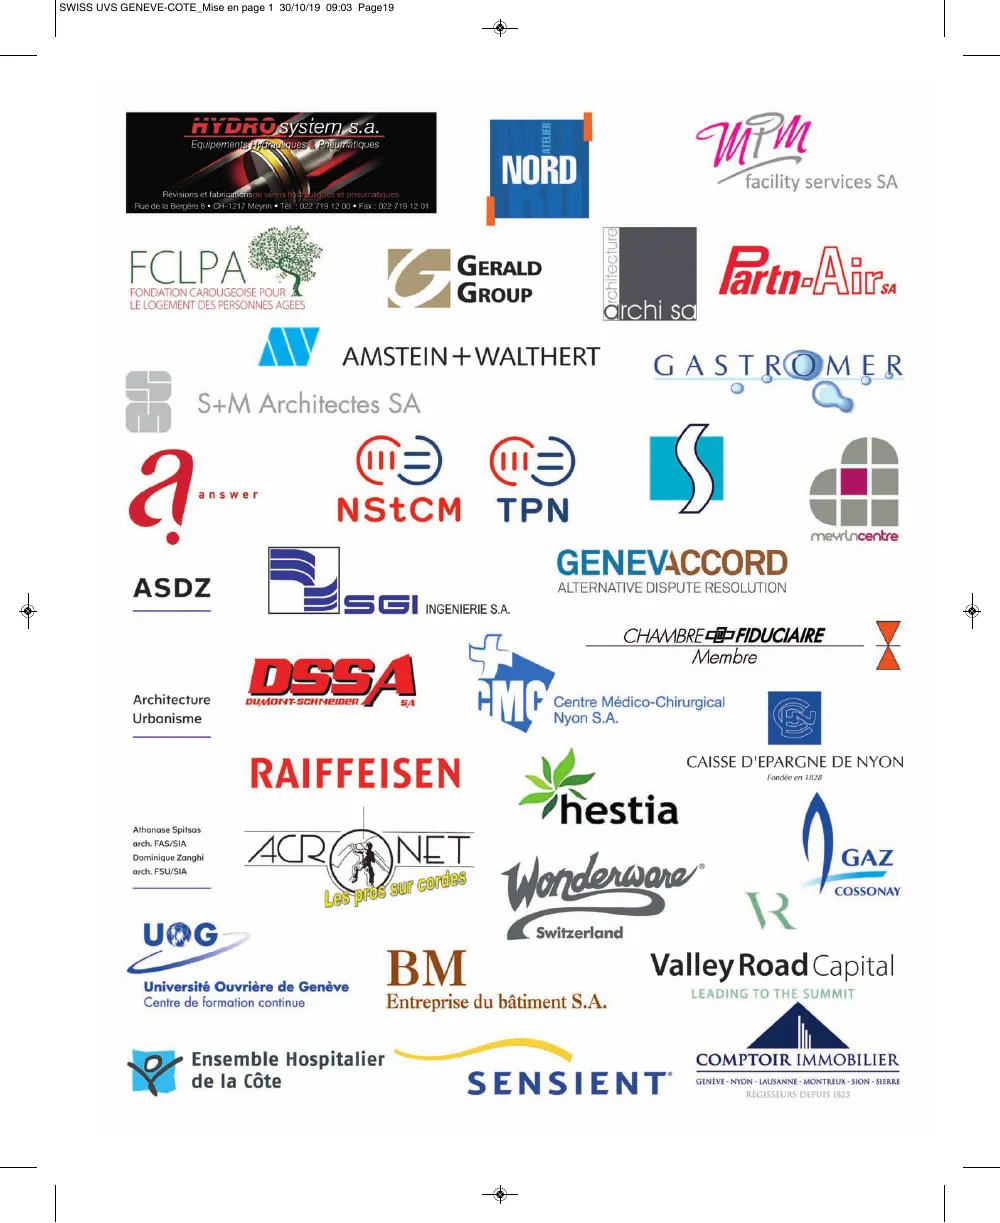 SWISS UVS GENEVE-COTE_Mise en page 1 30/10/19 09:03 Page19
HYDRO system s.a.
Equipements Hydrauliques & Pneumatiques
Révisions et fabrications de vérins hydrauliques et pneumatiques
Rue de la Bergère 8 • CH-1217 Meyrin • Tél. : 022 719 12 00 • Fax : 022 719 12 01
ATELIER
NORD
MPM
facility services SA
FCLPA
FONDATION CAROUGEOISE POUR
LE LOGEMENT DES PERSONNES AGEES
G
GERALD
GROUP
architecture
archi sa
Partn-Air SA
AMSTEIN + WALTHERT
GASTROMER
SM
S+M Architectes SA
a
answer
NStCM
TPN
S
meyrincentre
ASDZ
SGI INGENIERIE S.A.
GENEVACCORD
ALTERNATIVE DISPUTE RESOLUTION
CHAMBRE FIDUCIAIRE
Membre
Architecture
Urbanisme
DSSA
DUMONT-SCHNEIDER SA
CMC
Centre Médico-Chirurgical
Nyon S.A.
CAISSE D'EPARGNE DE NYON
Fondée en 1828
RAIFFEISEN
hestia
Athanase Spitsas
arch. FAS/SIA
Dominique Zanghi
arch. FSU/SIA
ACRONET
Les pros sur cordes
Wonderware®
Switzerland
GAZ
COSSONAY
VR
Valley Road Capital
LEADING TO THE SUMMIT
UOG
Université Ouvrière de Genève
Centre de formation continue
BM
Entreprise du bâtiment S.A.
Ensemble Hospitalier
de la Côte
SENSIENT®
COMPTOIR IMMOBILIER
GENÈVE - NYON - LAUSANNE - MONTREUX - SION - SIERRE
RÉGISSEURS DEPUIS 1825